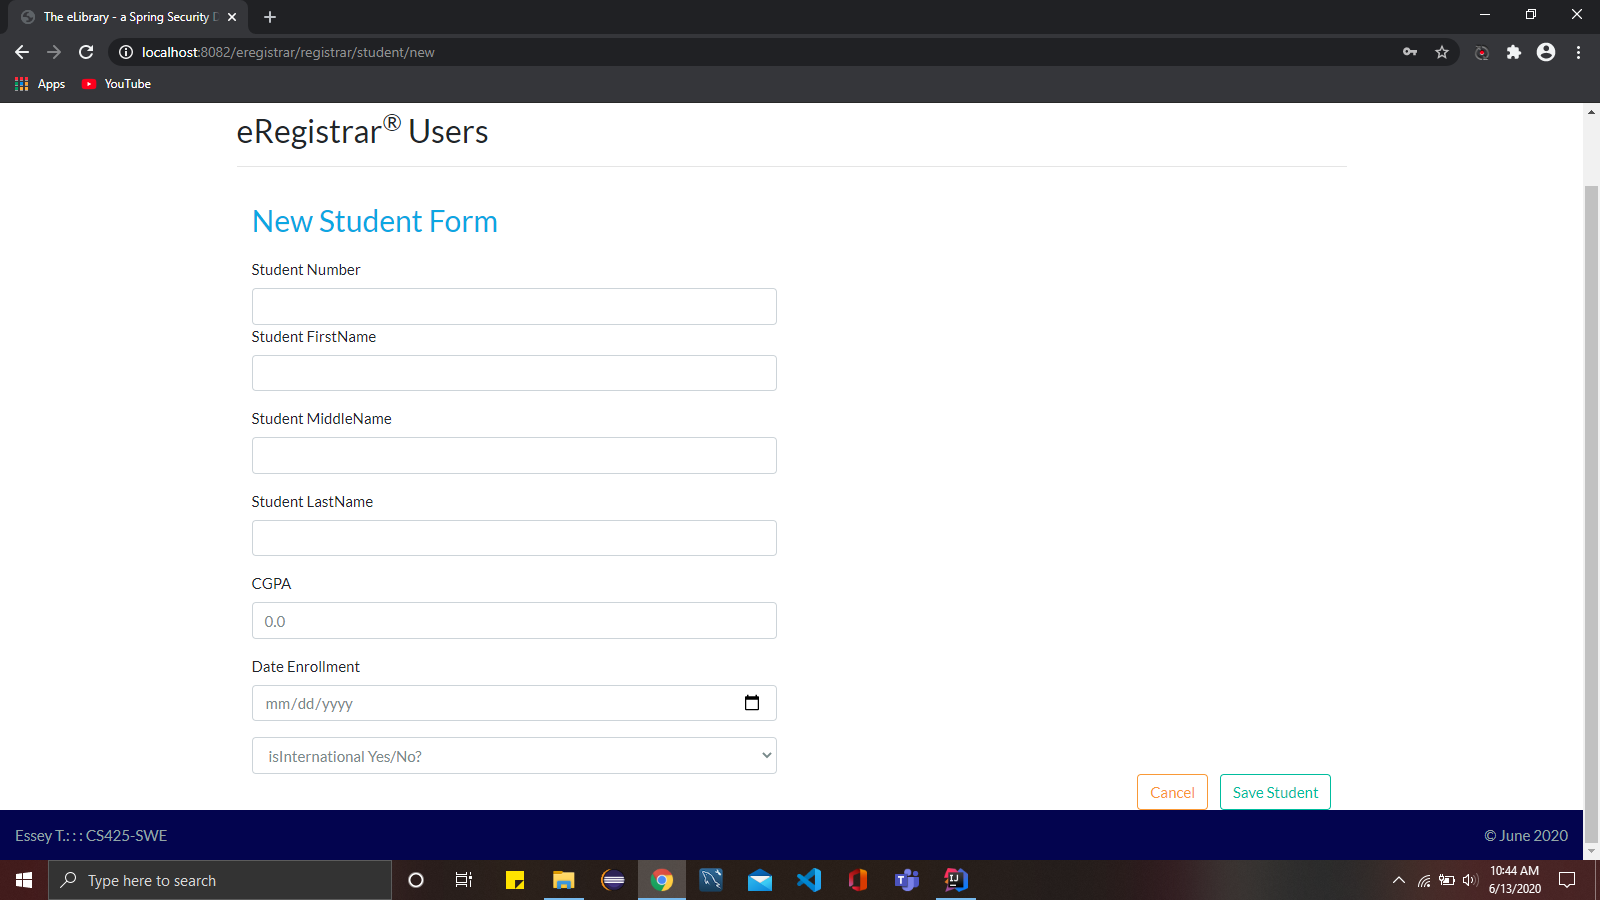 The eLibrary - a Spring Security D
localhost:8082/eregistrar/registrar/student/new
Apps
YouTube
eRegistrar® Users
New Student Form
Student Number
Student FirstName
Student MiddleName
Student LastName
CGPA
0.0
Date Enrollment
mm/dd/yyyy
isInternational Yes/No?
Cancel
Save Student
Essey T.: : : CS425-SWE
© June 2020
Type here to search
10:44 AM
6/13/2020